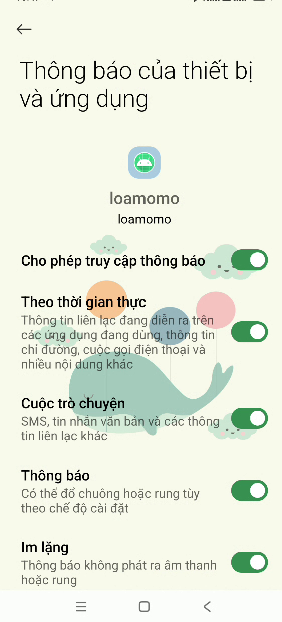 Thông báo của thiết bị
và ứng dụng
loamomo
loamomo
Cho phép truy cập thông báo
Theo thời gian thực
Thông tin liên lạc đang diễn ra trên
các ứng dụng đang dùng, thông tin
chỉ đường, cuộc gọi điện thoại và
nhiều nội dung khác
Cuộc trò chuyện
SMS, tin nhắn văn bản và các thông
tin liên lạc khác
Thông báo
Có thể đổ chuông hoặc rung tùy
theo chế độ cài đặt
Im lặng
Thông báo không phát ra âm thanh
hoặc rung